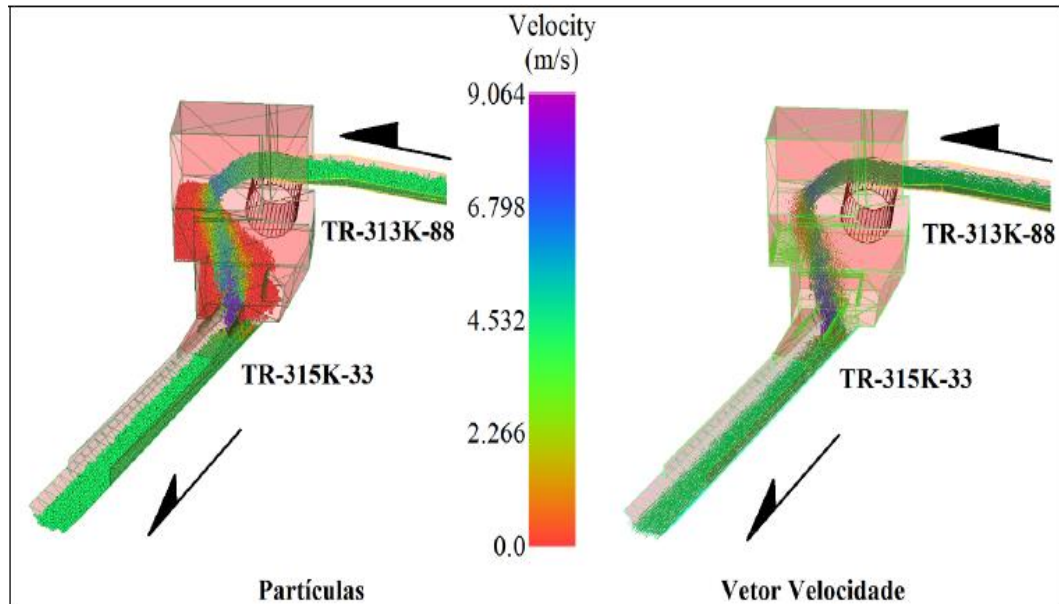 Velocity
(m/s)
9.064
6.798
4.532
2.266
0.0
TR-313K-88
TR-315K-33
Partículas
TR-313K-88
TR-315K-33
Vetor Velocidade